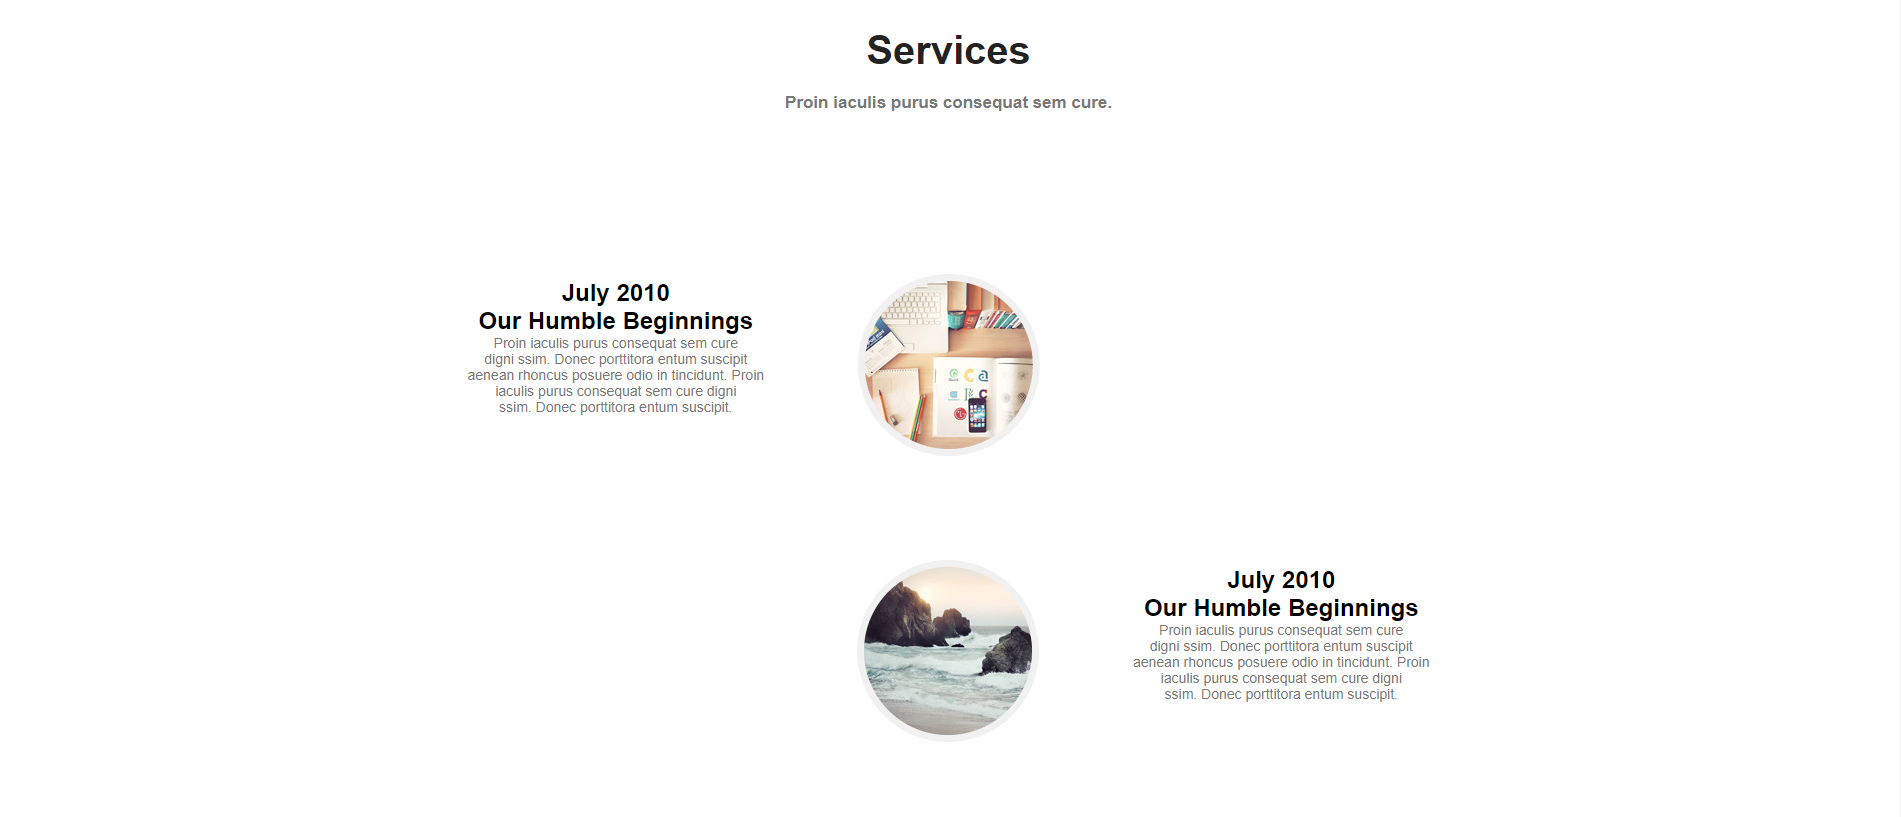 Services
Proin iaculis purus consequat sem cure.
July 2010
Our Humble Beginnings
Proin iaculis purus consequat sem cure
digni ssim. Donec porttitora entum suscipit
aenean rhoncus posuere odio in tincidunt. Proin
iaculis purus consequat sem cure digni
ssim. Donec porttitora entum suscipit.
July 2010
Our Humble Beginnings
Proin iaculis purus consequat sem cure
digni ssim. Donec porttitora entum suscipit
aenean rhoncus posuere odio in tincidunt. Proin
iaculis purus consequat sem cure digni
ssim. Donec porttitora entum suscipit.